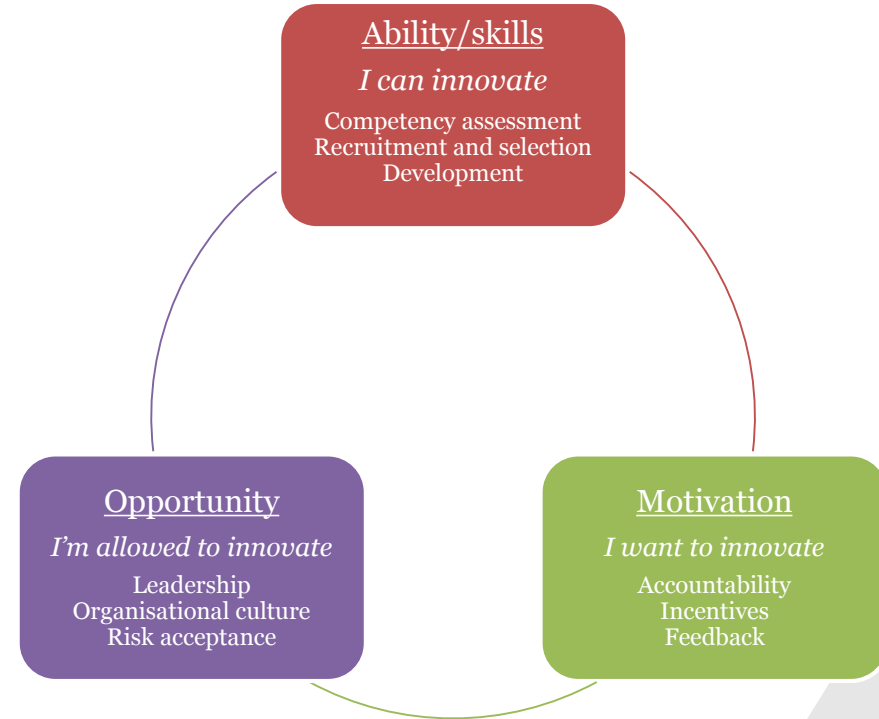 Ability/skills
I can innovate
Competency assessment
Recruitment and selection
Development
Opportunity
I'm allowed to innovate
Leadership
Organisational culture
Risk acceptance
Motivation
I want to innovate
Accountability
Incentives
Feedback